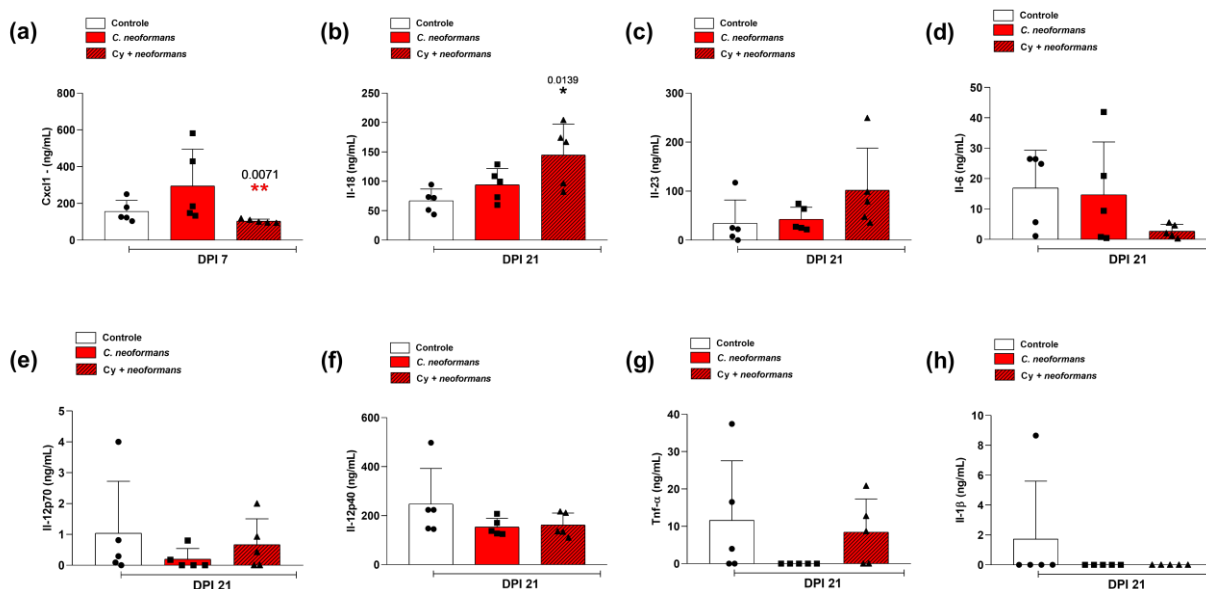 (a)
Controle
C. neoformans
Cy + neoformans
Cxcl1 - (ng/mL)
800
600
400
200
0
0.0071
**
DPI 7
(b)
Controle
C. neoformans
Cy + neoformans
Il-18 (ng/mL)
250
200
150
100
50
0
0.0139
*
DPI 21
(c)
Controle
C. neoformans
Cy + neoformans
Il-23 (ng/mL)
300
200
100
0
DPI 21
(d)
Controle
C. neoformans
Cy + neoformans
Il-6 (ng/mL)
50
40
30
20
10
0
DPI 21
(e)
Controle
C. neoformans
Cy + neoformans
Il-12p70 (ng/mL)
5
4
3
2
1
0
DPI 21
(f)
Controle
C. neoformans
Cy + neoformans
Il-12p40 (ng/mL)
600
400
200
0
DPI 21
(g)
Controle
C. neoformans
Cy + neoformans
Tnf-α (ng/mL)
40
30
20
10
0
DPI 21
(h)
Controle
C. neoformans
Cy + neoformans
Il-1β (ng/mL)
10
8
6
4
2
0
DPI 21